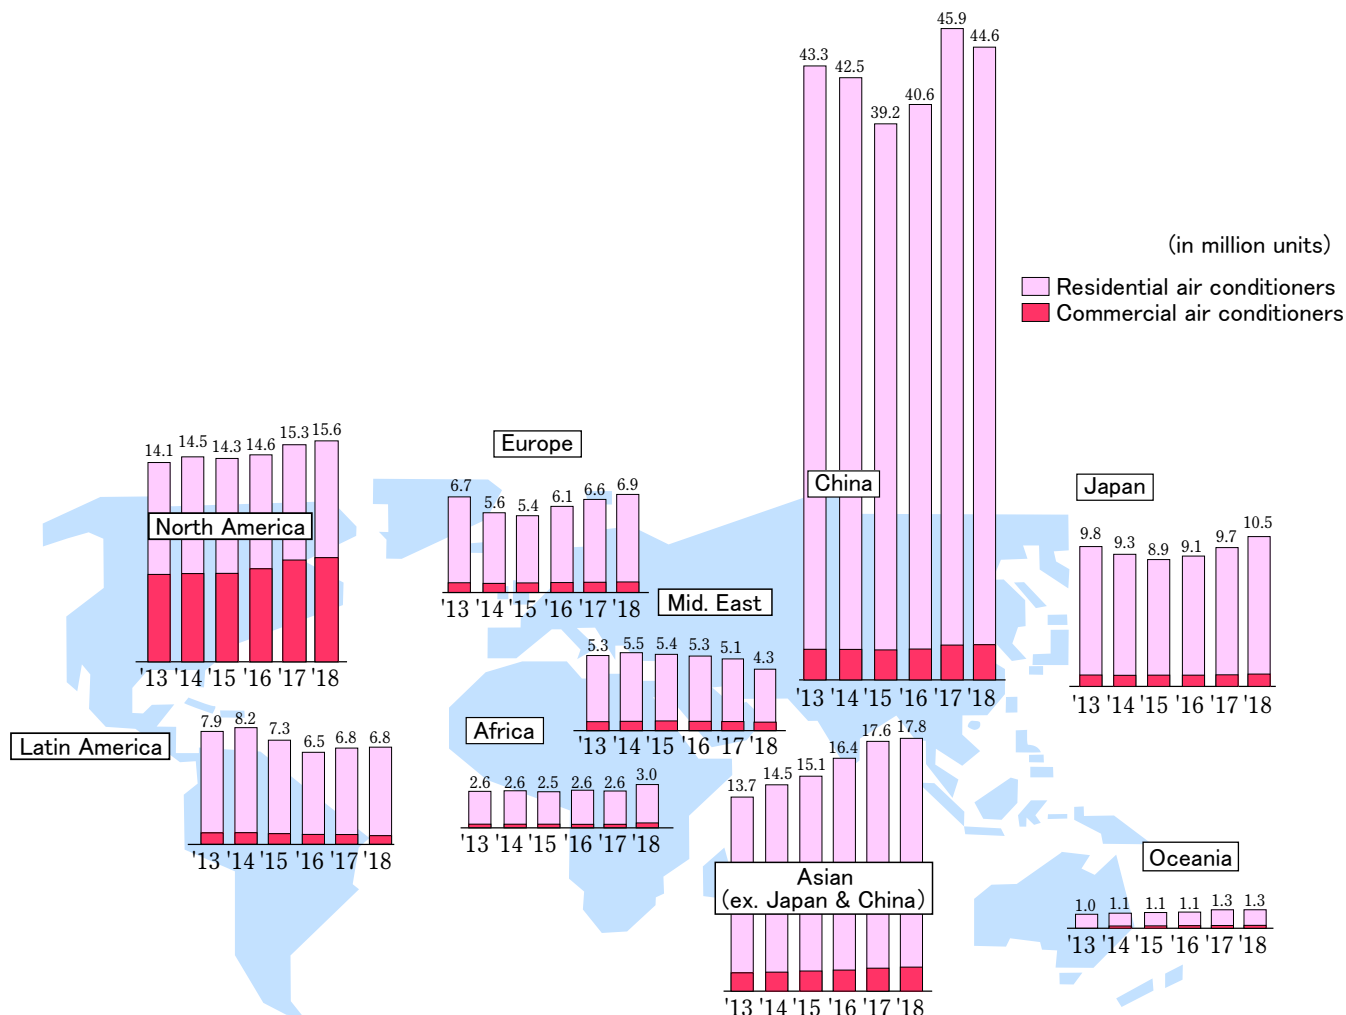 45.9
44.6
43.3
42.5
40.6
39.2
(in million units)
Residential air conditioners
Commercial air conditioners
China
'13 '14 '15 '16 '17 '18
14.1 14.5 14.3 14.6 15.3 15.6
North America
'13 '14 '15 '16 '17 '18
Europe
6.7 5.6 5.4 6.1 6.6 6.9
'13 '14 '15 '16 '17 '18
Japan
9.8 9.3 8.9 9.1 9.7 10.5
'13 '14 '15 '16 '17 '18
Mid. East
5.3 5.5 5.4 5.3 5.1 4.3
'13 '14 '15 '16 '17 '18
Latin America
7.9 8.2 7.3 6.5 6.8 6.8
'13 '14 '15 '16 '17 '18
Africa
2.6 2.6 2.5 2.6 2.6 3.0
'13 '14 '15 '16 '17 '18
13.7 14.5 15.1 16.4 17.6 17.8
Asian
(ex. Japan & China)
'13 '14 '15 '16 '17 '18
Oceania
1.0 1.1 1.1 1.1 1.3 1.3
'13 '14 '15 '16 '17 '18